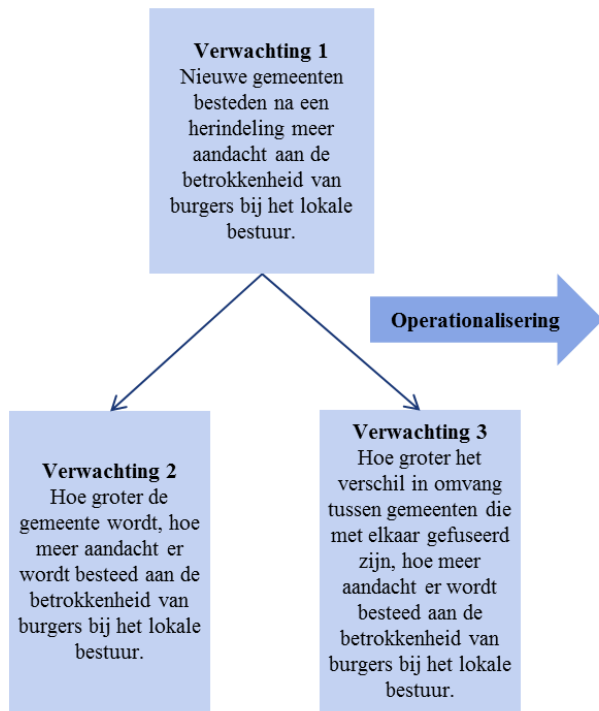 Verwachting 1
Nieuwe gemeenten
besteden na een
herindeling meer
aandacht aan de
betrokkenheid van
burgers bij het lokale
bestuur.
Operationalisering
Verwachting 2
Hoe groter de
gemeente wordt, hoe
meer aandacht er
wordt besteed aan de
betrokkenheid van
burgers bij het lokale
bestuur.
Verwachting 3
Hoe groter het
verschil in omvang
tussen gemeenten die
met elkaar gefuseerd
zijn, hoe meer
aandacht er wordt
besteed aan de
betrokkenheid van
burgers bij het lokale
bestuur.